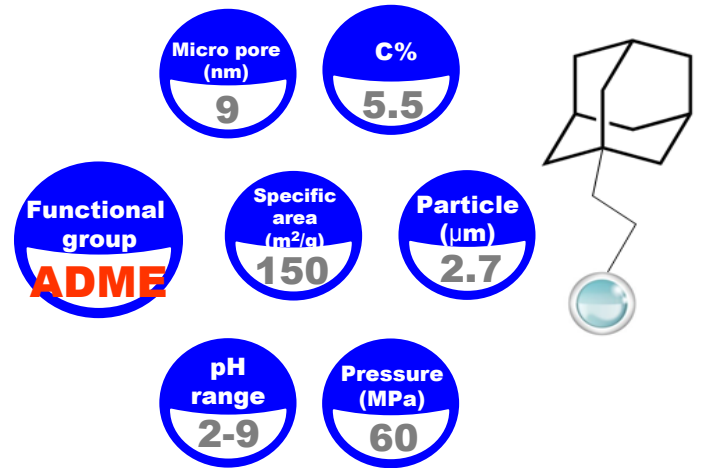 Micro pore
(nm)
9
C%
5.5
Functional
group
ADME
Specific
area
(m²/g)
150
Particle
(μm)
2.7
pH
range
2-9
Pressure
(MPa)
60